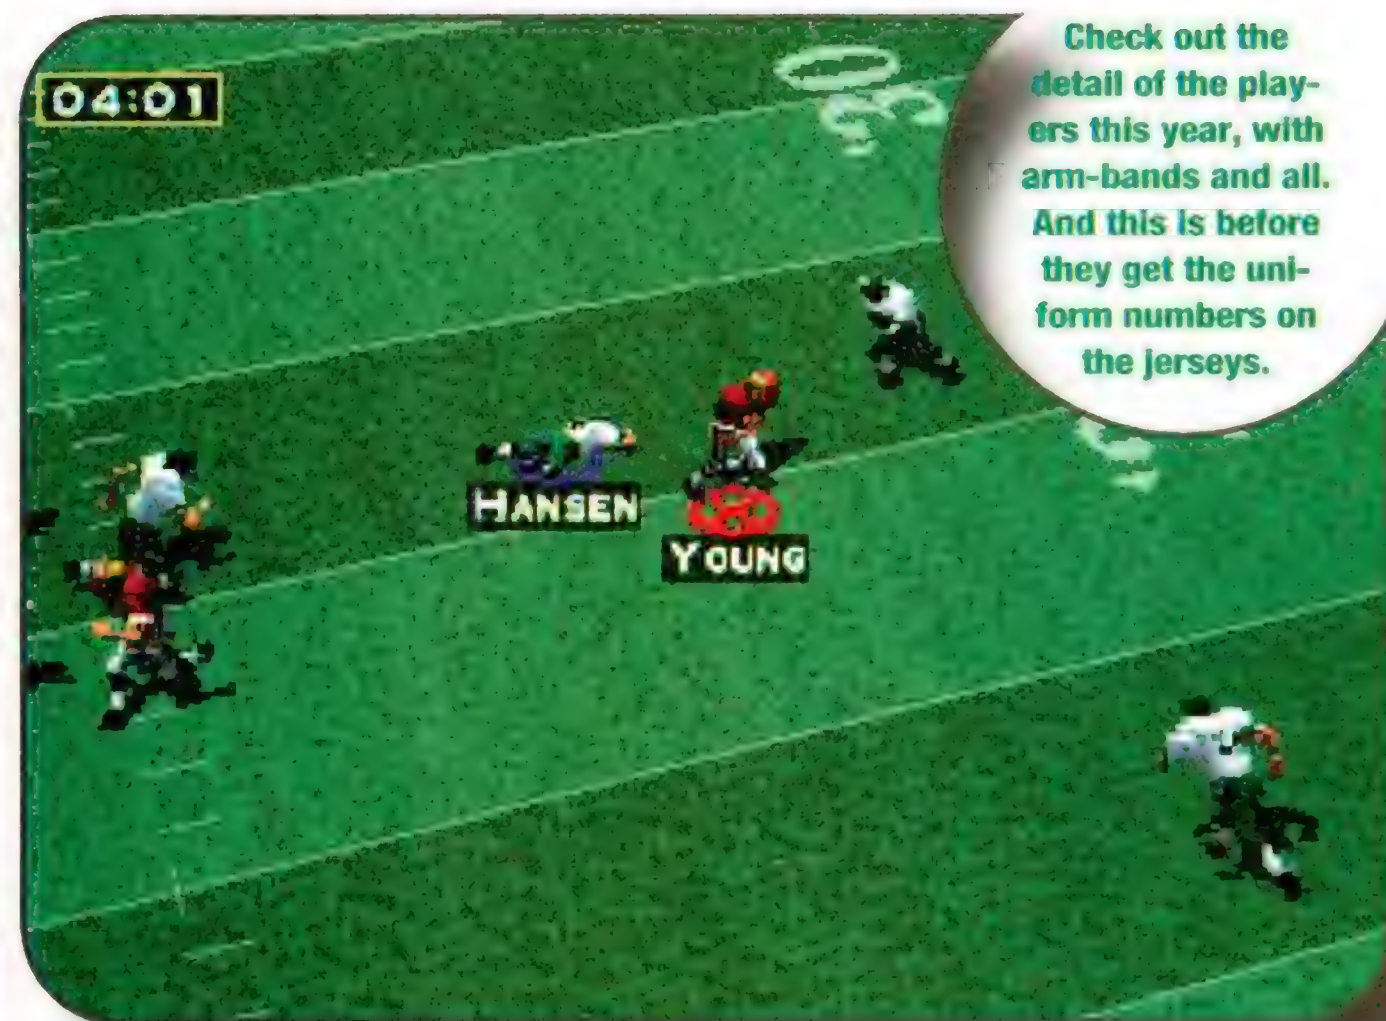 04:01
Check out the
detail of the play-
ers this year, with
arm-bands and all.
And this is before
they get the uni-
form numbers on
the jerseys.
HANSEN
YOUNG